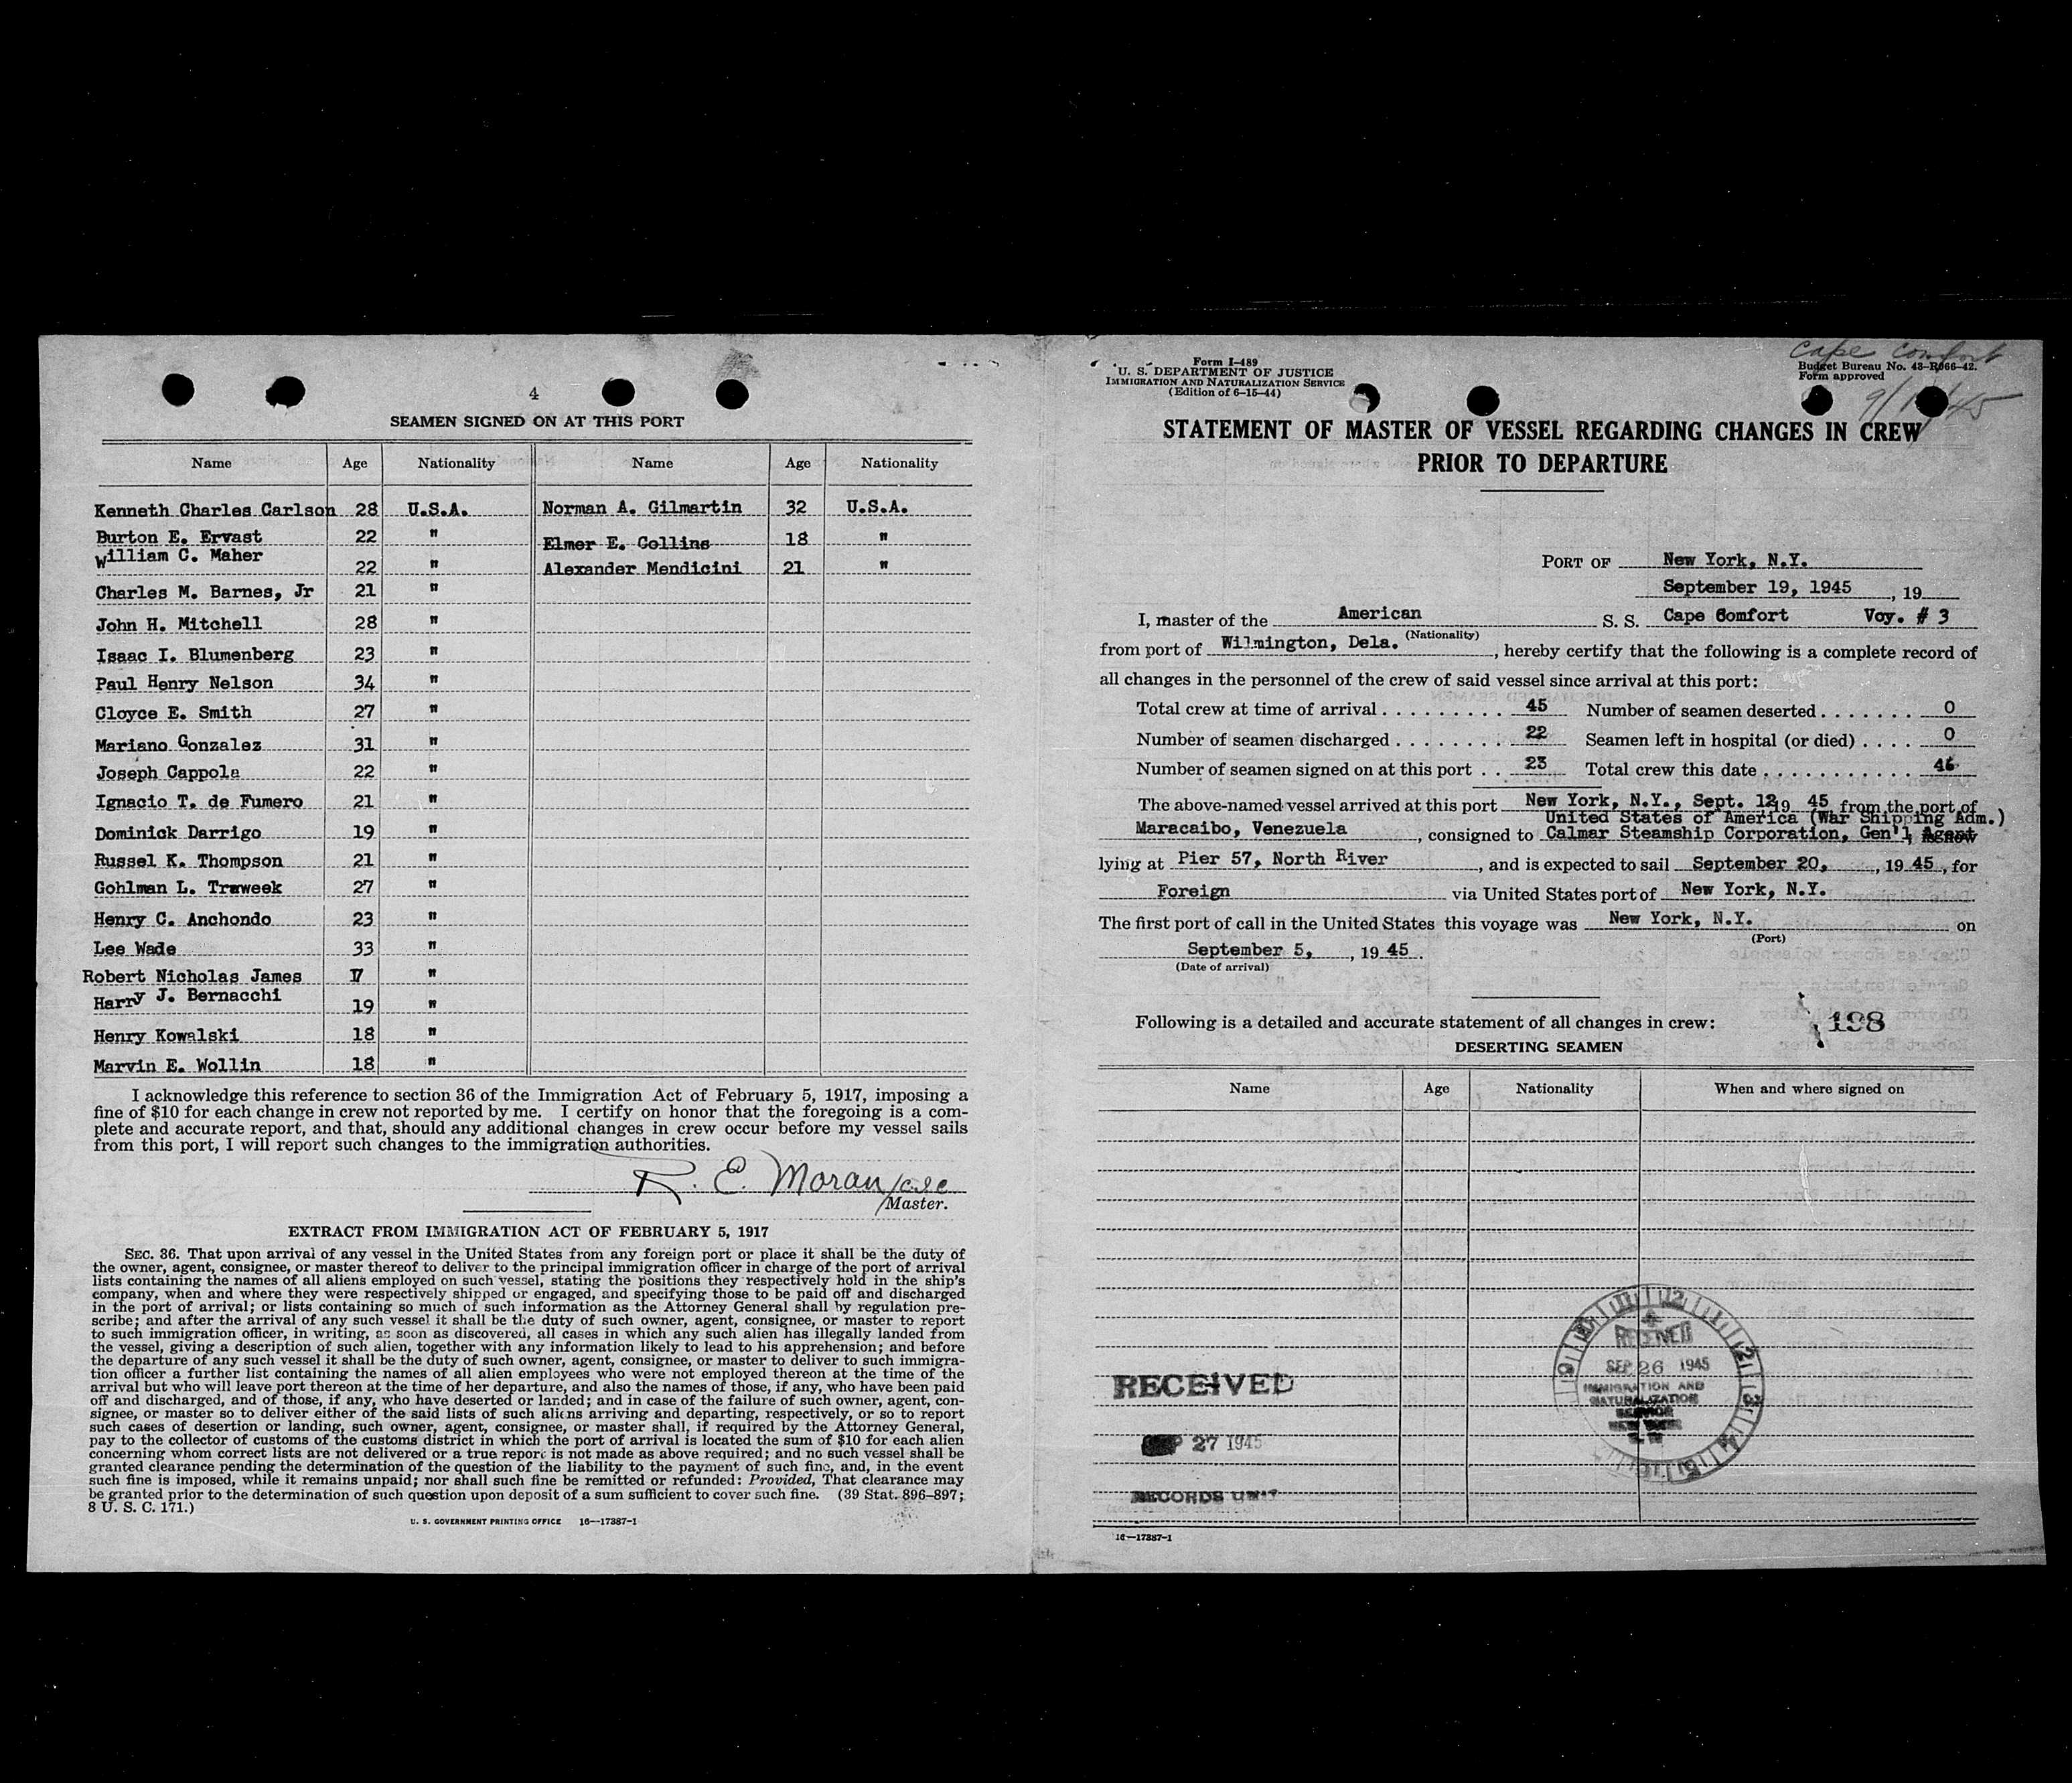 4
SEAMEN SIGNED ON AT THIS PORT
Name Age Nationality Name Age Nationality
Kenneth Charles Carlson 28 U.S.A. Norman A. Gilmartin 32 U.S.A.
Burton E. Ervast 22 " Elmer E. Collins 18 "
William C. Maher 22 " Alexander Mendicini 21 "
Charles M. Barnes, Jr 21 "
John H. Mitchell 28 "
Isaac I. Blumenberg 23 "
Paul Henry Nelson 34 "
Cloyce E. Smith 27 "
Mariano Gonzalez 31 "
Joseph Cappola 22 "
Ignacio T. de Fumero 21 "
Dominick Darrigo 19 "
Russel K. Thompson 21 "
Gohlman L. Traweek 27 "
Henry C. Anchondo 23 "
Lee Wade 33 "
Robert Nicholas James 17 "
Harry J. Bernacchi 19 "
Henry Kowalski 18 "
Marvin E. Wollin 18 "
I acknowledge this reference to section 36 of the Immigration Act of February 5, 1917, imposing a
fine of $10 for each change in crew not reported by me. I certify on honor that the foregoing is a com-
plete and accurate report, and that, should any additional changes in crew occur before my vessel sails
from this port, I will report such changes to the immigration authorities.
R. E. Moran
Master.
EXTRACT FROM IMMIGRATION ACT OF FEBRUARY 5, 1917
SEC. 36. That upon arrival of any vessel in the United States from any foreign port or place it shall be the duty of
the owner, agent, consignee, or master thereof to deliver to the principal immigration officer in charge of the port of arrival
lists containing the names of all aliens employed on such vessel, stating the positions they respectively hold in the ship's
company, when and where they were respectively shipped or engaged, and specifying those to be paid off and discharged
in the port of arrival; or lists containing so much of such information as the Attorney General shall by regulation pre-
scribe; and after the arrival of any such vessel it shall be the duty of such owner, agent, consignee, or master to report
to such immigration officer, in writing, as soon as discovered, all cases in which any such alien has illegally landed from
the vessel, giving a description of such alien, together with any information likely to lead to his apprehension; and before
the departure of any such vessel it shall be the duty of such owner, agent, consignee, or master to deliver to such immigra-
tion officer a further list containing the names of all alien employees who were not employed thereon at the time of the
arrival but who will leave port thereon at the time of her departure, and also the names of those, if any, who have been paid
off and discharged, and of those, if any, who have deserted or landed; and in case of the failure of such owner, agent, con-
signee, or master so to deliver either of the said lists of such aliens arriving and departing, respectively, or so to report
such cases of desertion or landing, such owner, agent, consignee, or master shall, if required by the Attorney General,
pay to the collector of customs of the customs district in which the port of arrival is located the sum of $10 for each alien
concerning whom correct lists are not delivered or a true report is not made as above required; and no such vessel shall be
granted clearance pending the determination of the question of the liability to the payment of such fine, and, in the event
such fine is imposed, while it remains unpaid; nor shall such fine be remitted or refunded: Provided, That clearance may
be granted prior to the determination of such question upon deposit of a sum sufficient to cover such fine. (39 Stat. 896–897;
8 U. S. C. 171.)
U. S. GOVERNMENT PRINTING OFFICE 16—17387-1
Form I-489
U. S. DEPARTMENT OF JUSTICE
IMMIGRATION AND NATURALIZATION SERVICE
(Edition of 6-15-44)
Cape Comfort
Budget Bureau No. 43-R066-42.
Form approved
STATEMENT OF MASTER OF VESSEL REGARDING CHANGES IN CREW
PRIOR TO DEPARTURE
PORT OF New York, N.Y.
September 19, 1945, 19
I, master of the American S. S. Cape Comfort Voy. # 3
(Nationality)
from port of Wilmington, Dela., hereby certify that the following is a complete record of
all changes in the personnel of the crew of said vessel since arrival at this port:
Total crew at time of arrival 45 Number of seamen deserted 0
Number of seamen discharged 22 Seamen left in hospital (or died) 0
Number of seamen signed on at this port 23 Total crew this date 46
The above-named vessel arrived at this port New York, N.Y., Sept. 12 19 45 from the port of
United States of America (War Shipping Adm.)
Maracaibo, Venezuela, consigned to Calmar Steamship Corporation, Gen'l Agent
lying at Pier 57, North River, and is expected to sail September 20, 19 45, for
Foreign via United States port of New York, N.Y.
The first port of call in the United States this voyage was New York, N.Y. on
(Port)
September 5, 19 45.
(Date of arrival)
Following is a detailed and accurate statement of all changes in crew: 198
DESERTING SEAMEN
Name Age Nationality When and where signed on
RECEIVED
SEP 26 1945
IMMIGRATION AND
NATURALIZATION
SERVICE
NEW YORK
RECEIVED
27 1945
RECORDS UNIT
16—17387-1